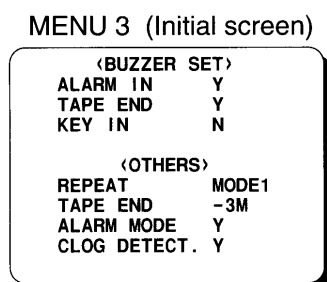 MENU 3 (Initial screen)
<BUZZER SET>
ALARM IN Y
TAPE END Y
KEY IN N
<OTHERS>
REPEAT MODE1
TAPE END -3M
ALARM MODE Y
CLOG DETECT. Y